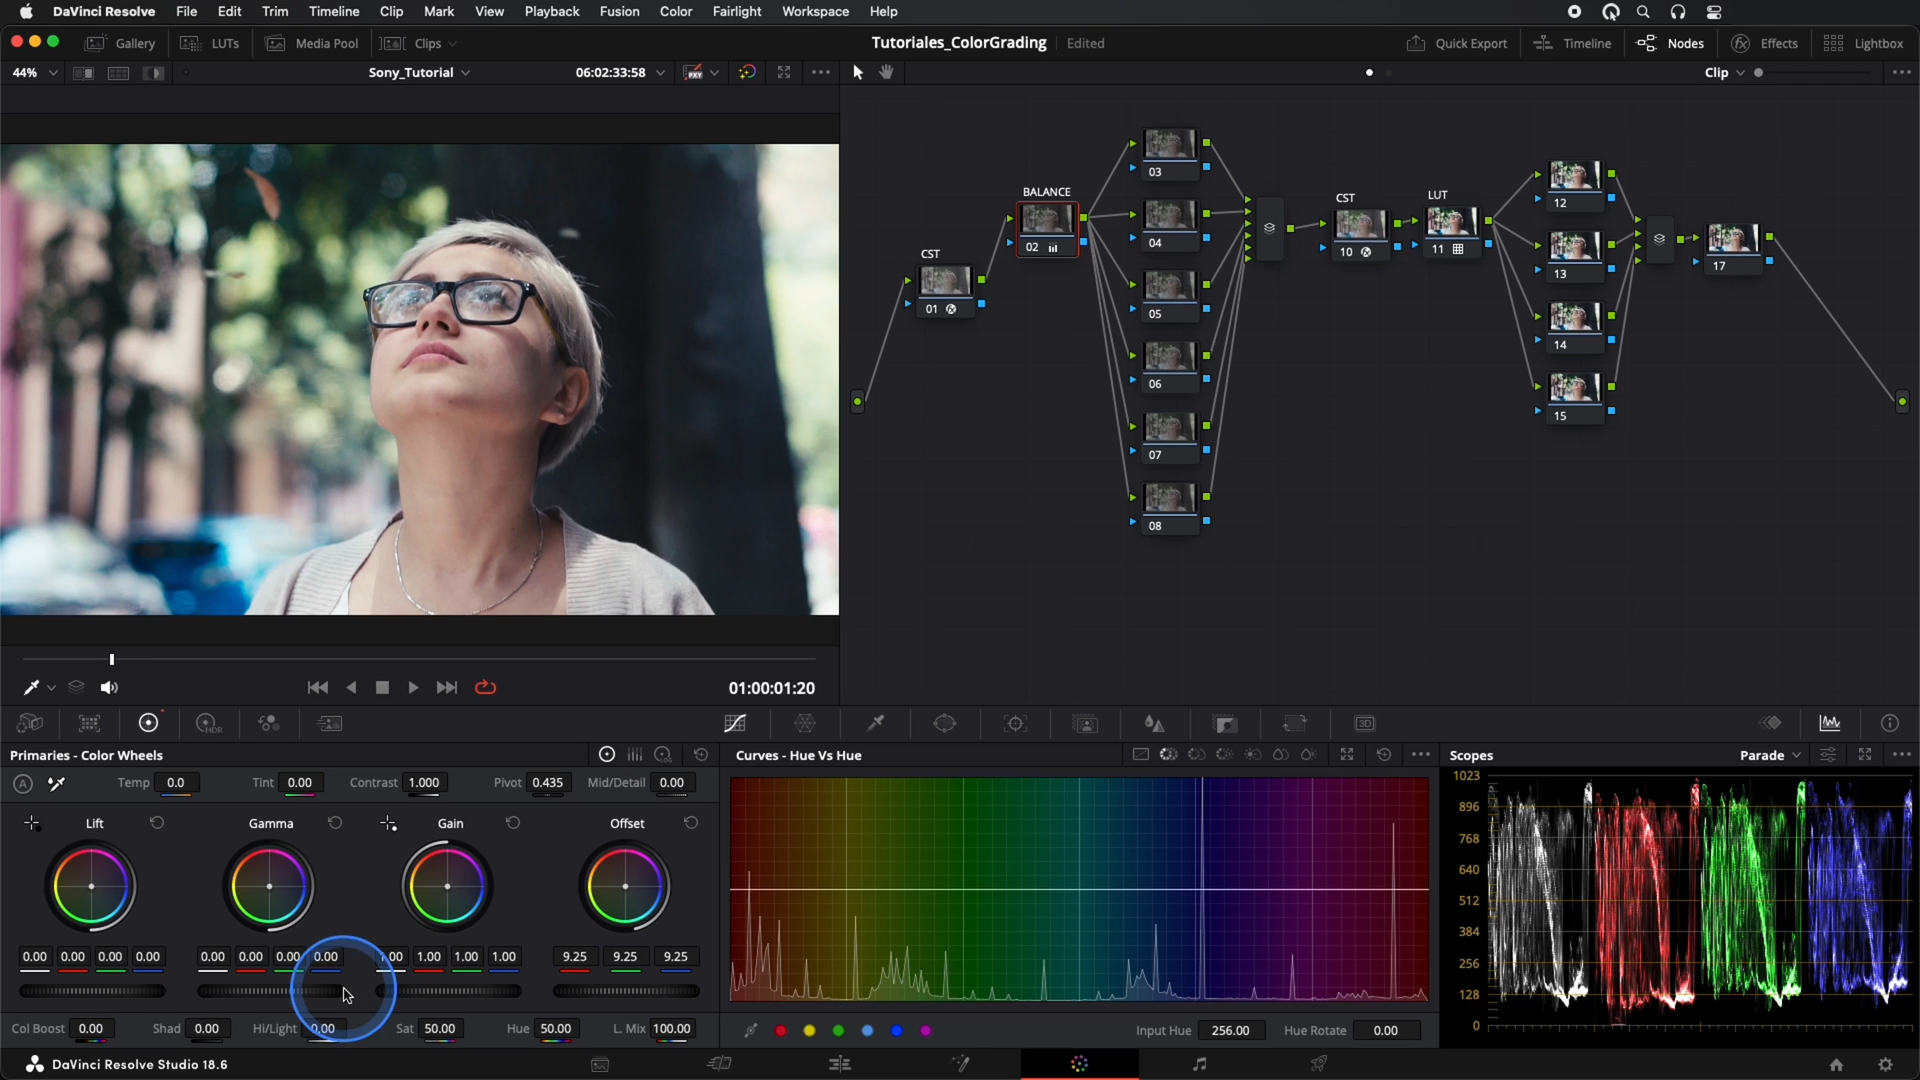 DaVinci Resolve File Edit Trim Timeline Clip Mark View Playback Fusion Color Fairlight Workspace Help
Gallery LUTs Media Pool Clips Tutoriales_ColorGrading Edited Quick Export Timeline Nodes Effects Lightbox
44% Sony_Tutorial 06:02:33:58 Clip
03
BALANCE
02
04
CST
01
05
06
07
08
CST
10
LUT
11
12
13
14
15
17
01:00:01:20
HDR
3D
Primaries - Color Wheels
LOG
Temp 0.0 Tint 0.00 Contrast 1.000 Pivot 0.435 Mid/Detail 0.00
A
Lift Gamma Gain Offset
0.00 0.00 0.00 0.00 0.00 0.00 0.00 0.00 1.00 1.00 1.00 1.00 9.25 9.25 9.25
Col Boost 0.00 Shad 0.00 Hi/Light 0.00 Sat 50.00 Hue 50.00 L. Mix 100.00
Curves - Hue Vs Hue
Input Hue 256.00 Hue Rotate 0.00
Scopes Parade
1023
896
768
640
512
384
256
128
0
DaVinci Resolve Studio 18.6